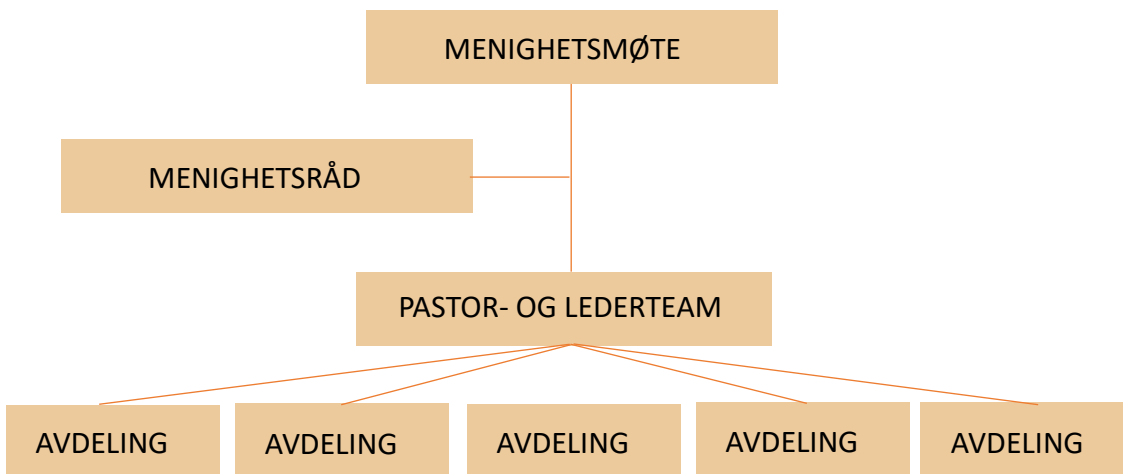 MENIGHETSMØTE
MENIGHETSRÅD
PASTOR- OG LEDERTEAM
AVDELING
AVDELING
AVDELING
AVDELING
AVDELING